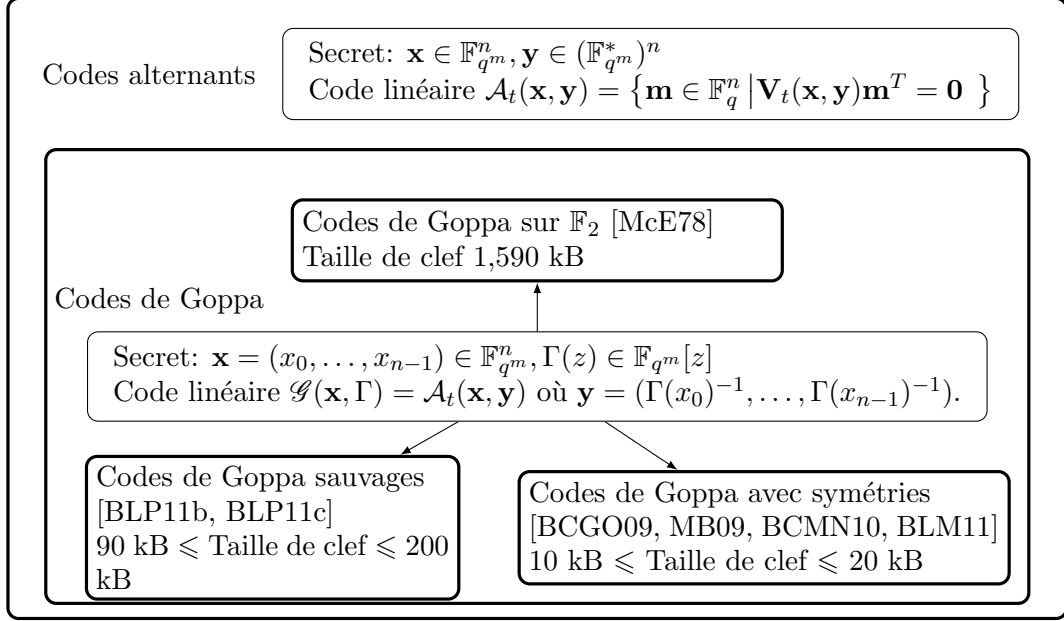 Codes alternants
Secret: 𝐱 ∈ 𝔽ⁿ_{q^m}, 𝐲 ∈ (𝔽*_{q^m})ⁿ
Code linéaire 𝒜_t(𝐱, 𝐲) = {𝐦 ∈ 𝔽ⁿ_q | 𝐕_t(𝐱, 𝐲)𝐦^T = 𝟎 }
Codes de Goppa sur 𝔽₂ [McE78]
Taille de clef 1,590 kB
Codes de Goppa
Secret: 𝐱 = (x₀, …, x_{n−1}) ∈ 𝔽ⁿ_{q^m}, Γ(z) ∈ 𝔽_{q^m}[z]
Code linéaire 𝒢(𝐱, Γ) = 𝒜_t(𝐱, 𝐲) où 𝐲 = (Γ(x₀)⁻¹, …, Γ(x_{n−1})⁻¹).
Codes de Goppa sauvages
[BLP11b, BLP11c]
90 kB ⩽ Taille de clef ⩽ 200
kB
Codes de Goppa avec symétries
[BCGO09, MB09, BCMN10, BLM11]
10 kB ⩽ Taille de clef ⩽ 20 kB